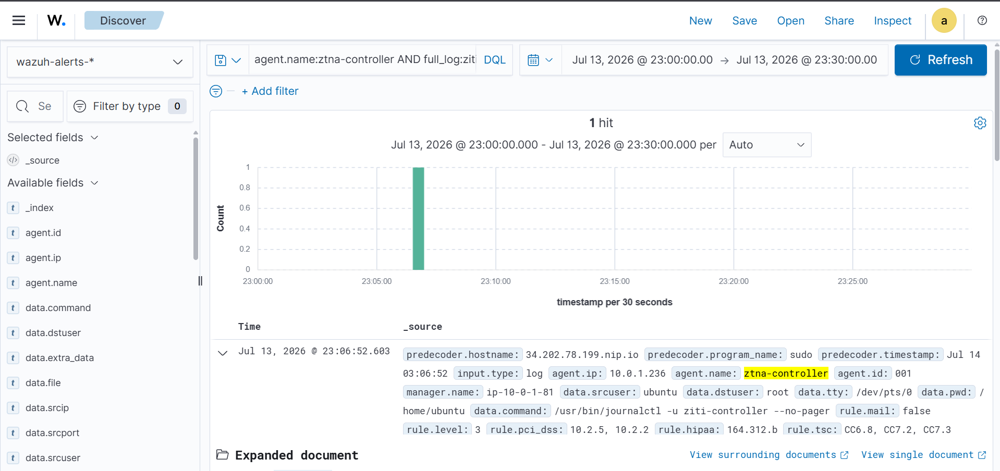 W.
Discover
New
Save
Open
Share
Inspect
a
wazuh-alerts-*
agent.name:ztna-controller AND full_log:ziti
DQL
Jul 13, 2026 @ 23:00:00.00 → Jul 13, 2026 @ 23:30:00.00
Refresh
+ Add filter
Se
Filter by type 0
Selected fields
_source
Available fields
_index
agent.id
agent.ip
agent.name
data.command
data.dstuser
data.extra_data
data.file
data.srcip
data.srcport
data.srcuser
1 hit
Jul 13, 2026 @ 23:00:00.000 - Jul 13, 2026 @ 23:30:00.000 per Auto
Count
1
0.8
0.6
0.4
0.2
0
23:00:00 23:05:00 23:10:00 23:15:00 23:20:00 23:25:00
timestamp per 30 seconds
Time _source
Jul 13, 2026 @ 23:06:52.603
predecoder.hostname: 34.202.78.199.nip.io predecoder.program_name: sudo predecoder.timestamp: Jul 14
03:06:52 input.type: log agent.ip: 10.0.1.236 agent.name: ztna-controller agent.id: 001
manager.name: ip-10-0-1-81 data.srcuser: ubuntu data.dstuser: root data.tty: /dev/pts/0 data.pwd: /
home/ubuntu data.command: /usr/bin/journalctl -u ziti-controller --no-pager rule.mail: false
rule.level: 3 rule.pci_dss: 10.2.5, 10.2.2 rule.hipaa: 164.312.b rule.tsc: CC6.8, CC7.2, CC7.3
Expanded document
View surrounding documents
View single document